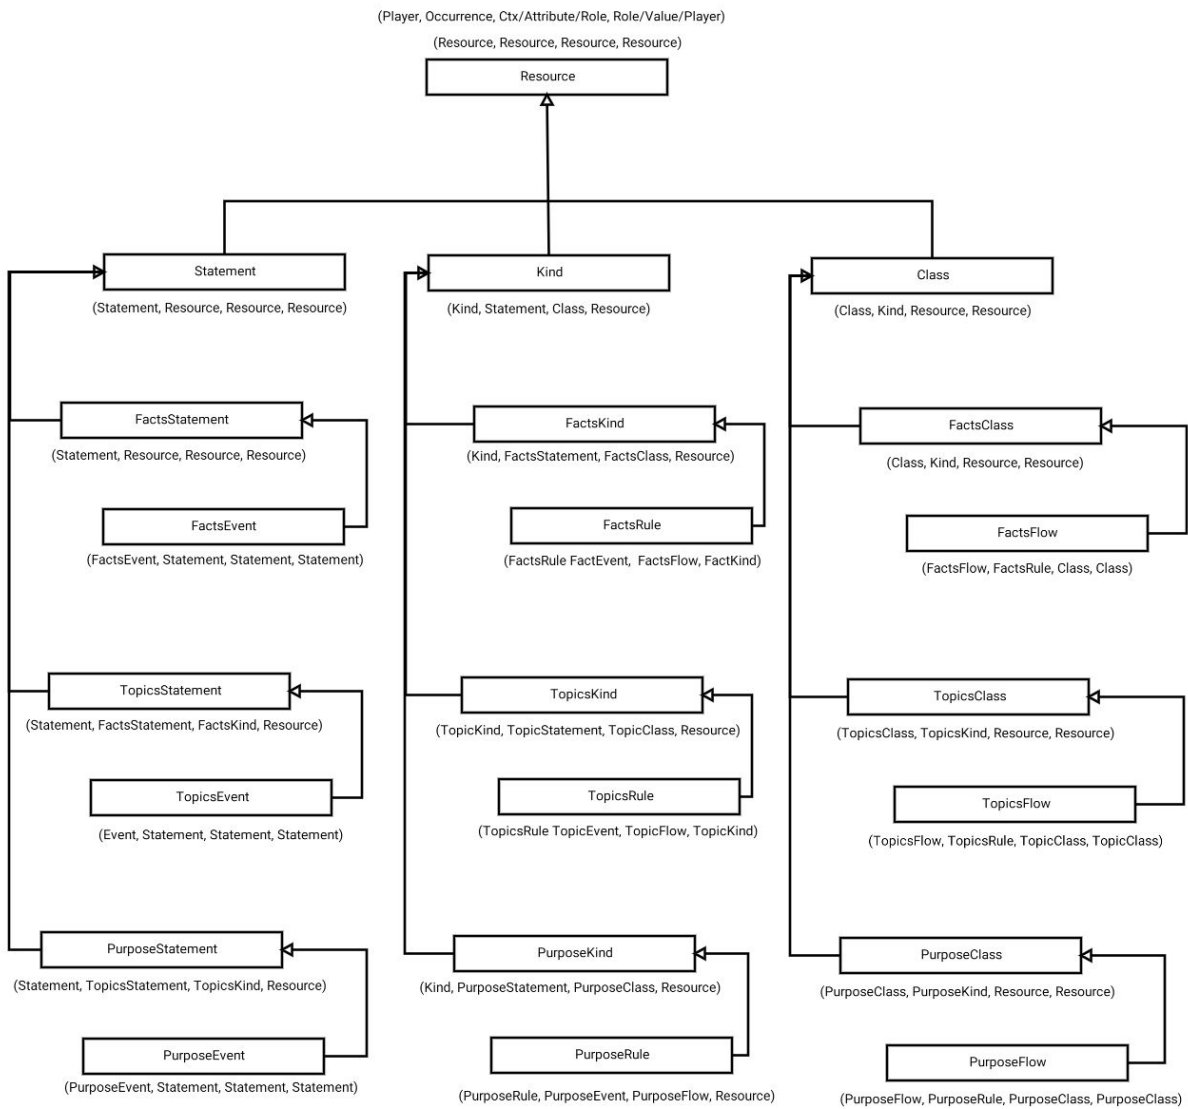 (Player, Occurrence, Ctx/Attribute/Role, Role/Value/Player)
(Resource, Resource, Resource, Resource)
Resource
Statement
Kind
Class
(Statement, Resource, Resource, Resource)
(Kind, Statement, Class, Resource)
(Class, Kind, Resource, Resource)
FactsStatement
FactsKind
FactsClass
(Statement, Resource, Resource, Resource)
(Kind, FactsStatement, FactsClass, Resource)
(Class, Kind, Resource, Resource)
FactsEvent
FactsRule
FactsFlow
(FactsEvent, Statement, Statement, Statement)
(FactsRule FactEvent,  FactsFlow, FactKind)
(FactsFlow, FactsRule, Class, Class)
TopicsStatement
TopicsKind
TopicsClass
(Statement, FactsStatement, FactsKind, Resource)
(TopicKind, TopicStatement, TopicClass, Resource)
(TopicsClass, TopicsKind, Resource, Resource)
TopicsEvent
TopicsRule
TopicsFlow
(Event, Statement, Statement, Statement)
(TopicsRule TopicEvent, TopicFlow, TopicKind)
(TopicsFlow, TopicsRule, TopicClass, TopicClass)
PurposeStatement
PurposeKind
PurposeClass
(Statement, TopicsStatement, TopicsKind, Resource)
(Kind, PurposeStatement, PurposeClass, Resource)
(PurposeClass, PurposeKind, Resource, Resource)
PurposeEvent
PurposeRule
PurposeFlow
(PurposeEvent, Statement, Statement, Statement)
(PurposeRule, PurposeEvent, PurposeFlow, Resource)
(PurposeFlow, PurposeRule, PurposeClass, PurposeClass)